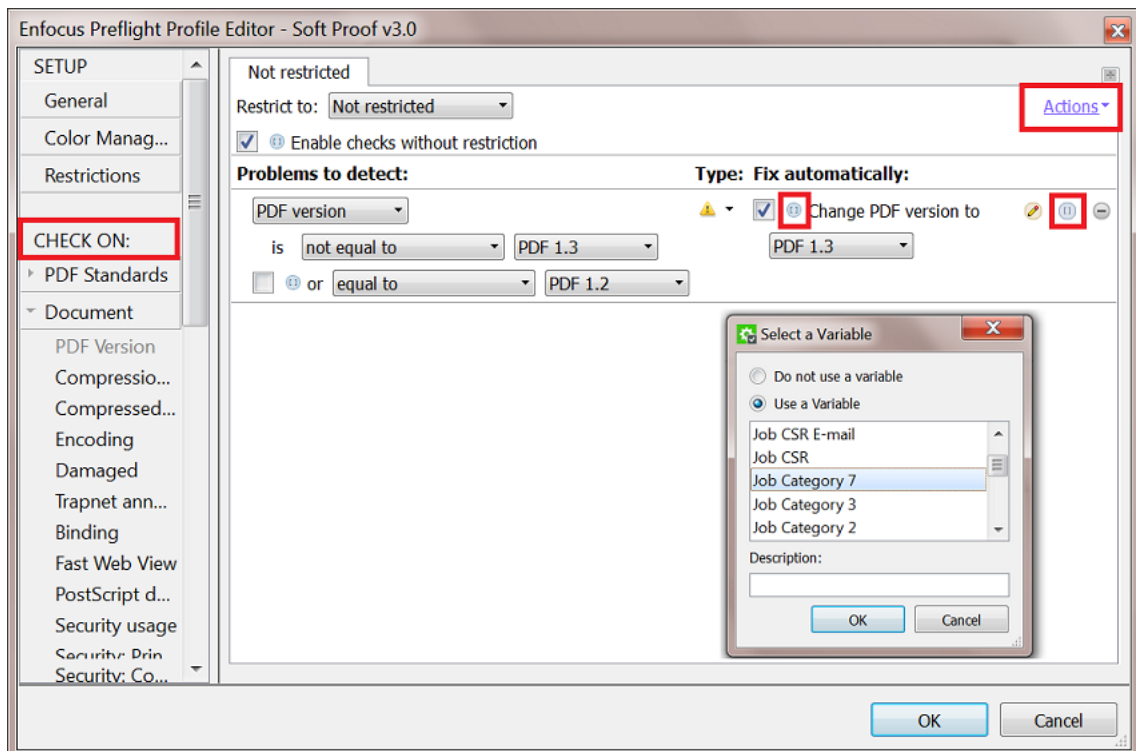 Enfocus Preflight Profile Editor - Soft Proof v3.0
SETUP
General
Color Manag...
Restrictions
CHECK ON:
PDF Standards
Document
PDF Version
Compressio...
Compressed...
Encoding
Damaged
Trapnet ann...
Binding
Fast Web View
PostScript d...
Security usage
Security: Prin
Security: Co...
Not restricted
Restrict to: Not restricted
Actions
Enable checks without restriction
Problems to detect: Type: Fix automatically:
PDF version Change PDF version to
is not equal to PDF 1.3 PDF 1.3
or equal to PDF 1.2
Select a Variable
Do not use a variable
Use a Variable
Job CSR E-mail
Job CSR
Job Category 7
Job Category 3
Job Category 2
Description:
OK Cancel
OK Cancel